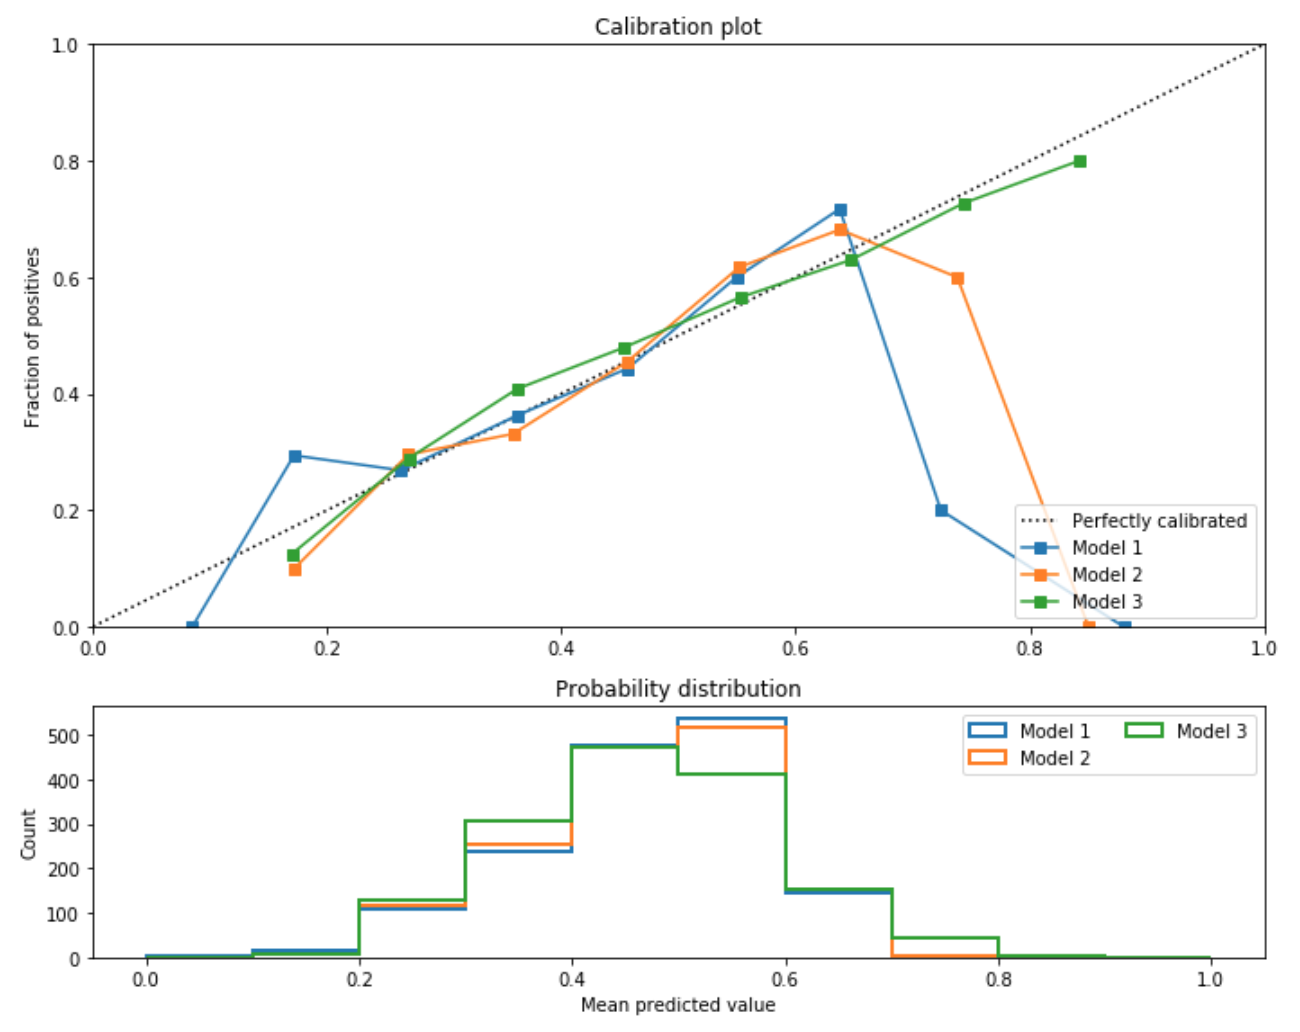 Calibration plot
1.0
0.8
0.6
0.4
0.2
0.0
Fraction of positives
Perfectly calibrated
Model 1
Model 2
Model 3
0.0 0.2 0.4 0.6 0.8 1.0
Probability distribution
500
400
300
200
100
0
Count
Model 1 Model 3
Model 2
0.0 0.2 0.4 0.6 0.8 1.0
Mean predicted value